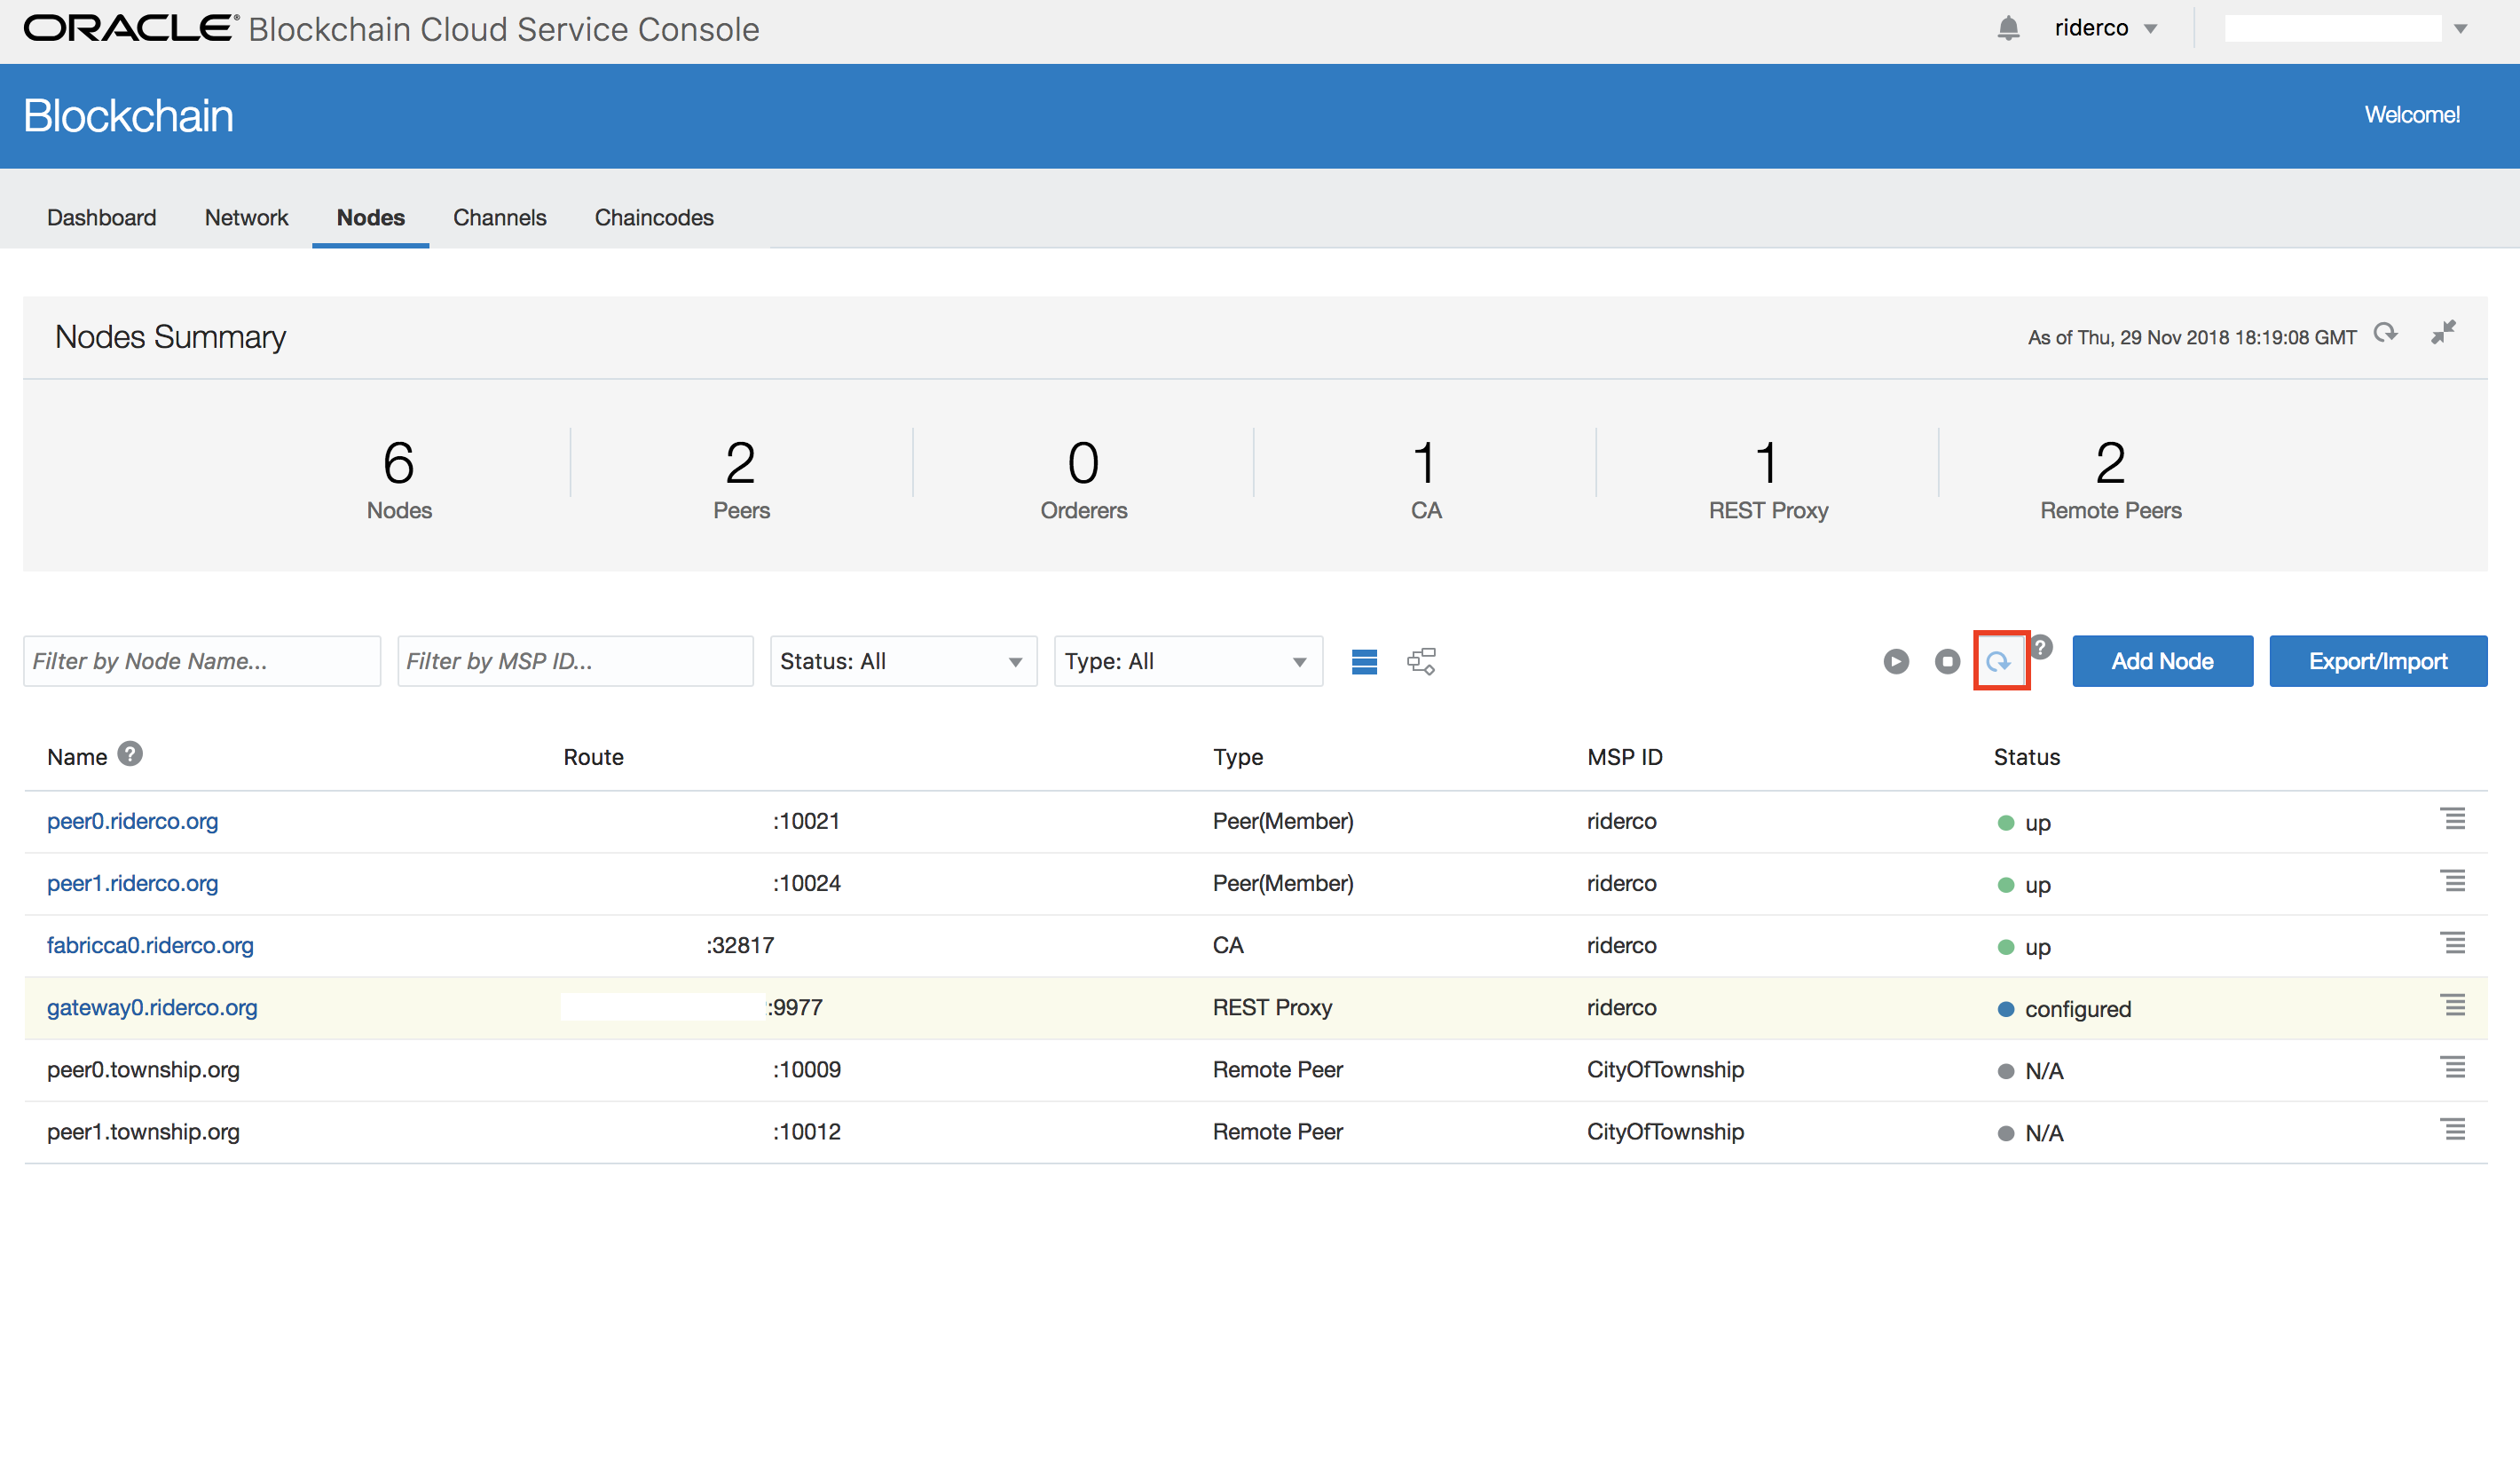 ORACLE® Blockchain Cloud Service Console riderco
Blockchain Welcome!
Dashboard Network Nodes Channels Chaincodes
Nodes Summary As of Thu, 29 Nov 2018 18:19:08 GMT
6 2 0 1 1 2
Nodes Peers Orderers CA REST Proxy Remote Peers
Filter by Node Name... Filter by MSP ID... Status: All Type: All ? Add Node Export/Import
Name ? Route Type MSP ID Status
peer0.riderco.org :10021 Peer(Member) riderco up
peer1.riderco.org :10024 Peer(Member) riderco up
fabricca0.riderco.org :32817 CA riderco up
gateway0.riderco.org :9977 REST Proxy riderco configured
peer0.township.org :10009 Remote Peer CityOfTownship N/A
peer1.township.org :10012 Remote Peer CityOfTownship N/A